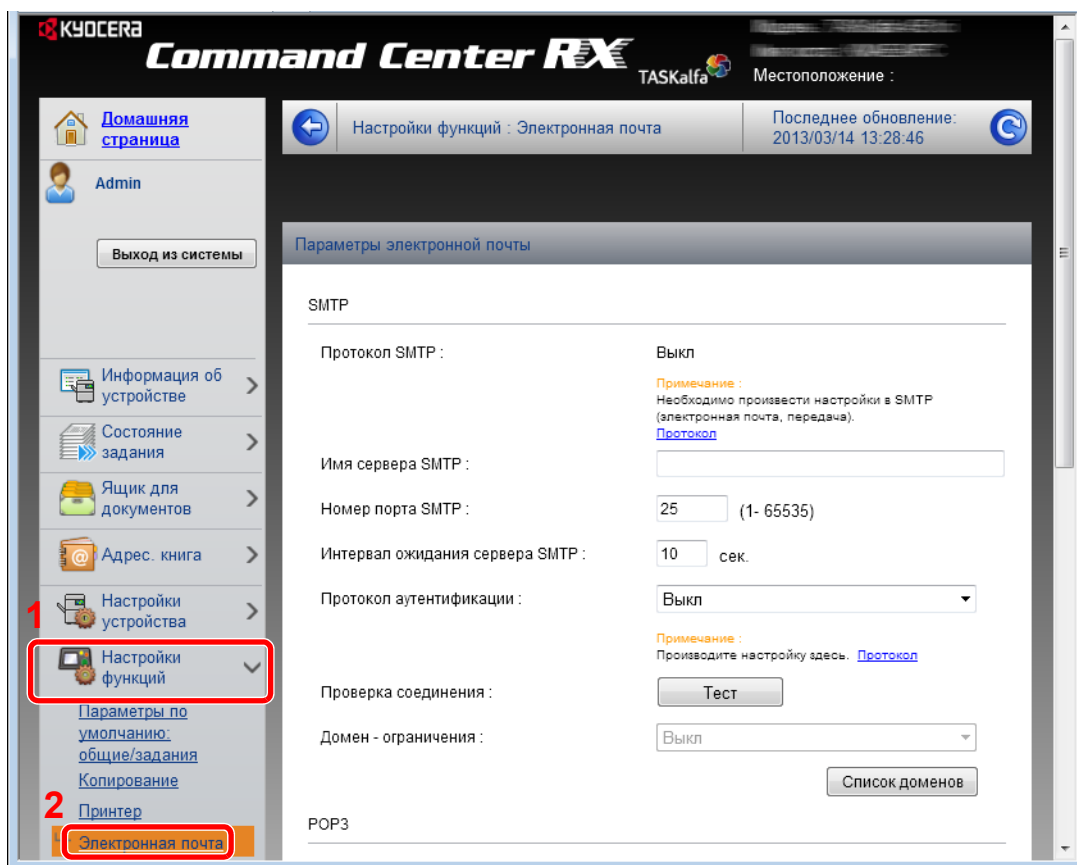 KYOCERA
Command Center RX
TASKalfa
Местоположение :
Домашняя
страница
Admin
Выход из системы
Информация об
устройстве
Состояние
задания
Ящик для
документов
Адрес. книга
1
Настройки
устройства
Настройки
функций
Параметры по
умолчанию:
общие/задания
Копирование
2
Принтер
Электронная почта
Настройки функций : Электронная почта
Последнее обновление:
2013/03/14 13:28:46
Параметры электронной почты
SMTP
Протокол SMTP : Выкл
Примечание :
Необходимо произвести настройки в SMTP
(электронная почта, передача).
Протокол
Имя сервера SMTP :
Номер порта SMTP : 25 (1- 65535)
Интервал ожидания сервера SMTP : 10 сек.
Протокол аутентификации : Выкл
Примечание :
Производите настройку здесь. Протокол
Проверка соединения : Тест
Домен - ограничения : Выкл
Список доменов
POP3